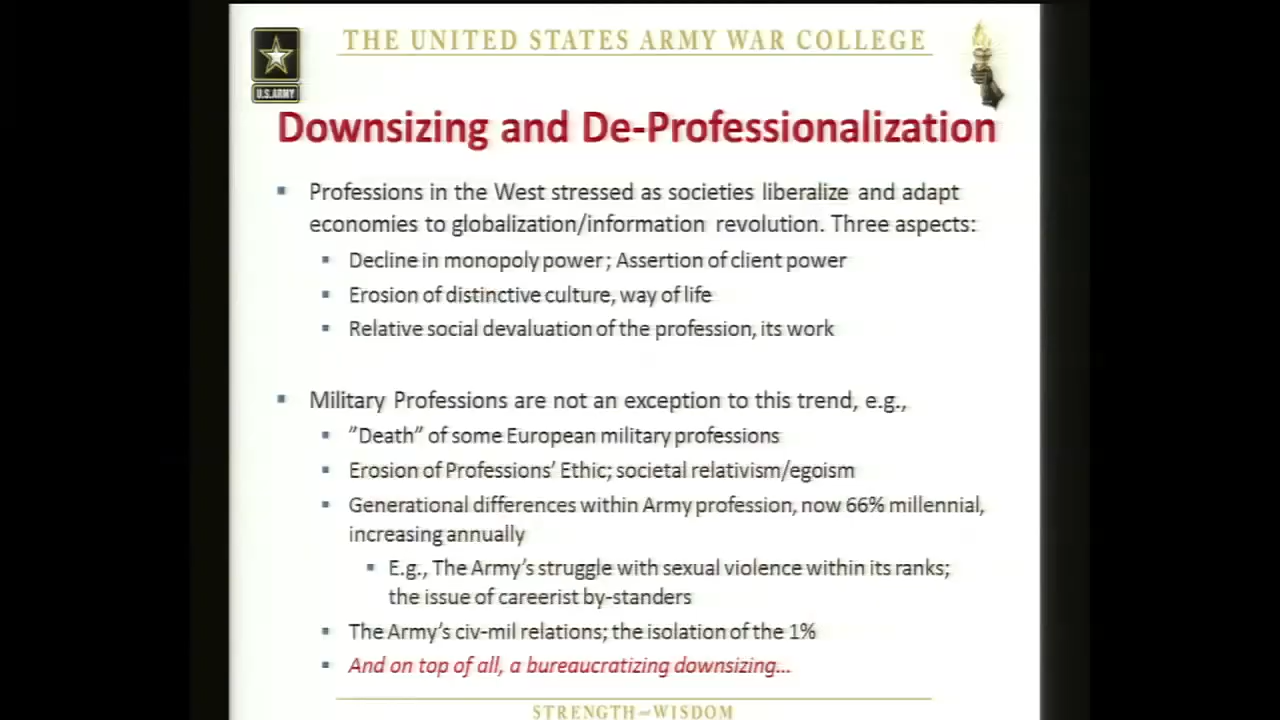 THE UNITED STATES ARMY WAR COLLEGE
U.S.ARMY
Downsizing and De-Professionalization
▪ Professions in the West stressed as societies liberalize and adapt
economies to globalization/information revolution. Three aspects:
▪ Decline in monopoly power; Assertion of client power
▪ Erosion of distinctive culture, way of life
▪ Relative social devaluation of the profession, its work
▪ Military Professions are not an exception to this trend, e.g.,
▪ ”Death” of some European military professions
▪ Erosion of Professions’ Ethic; societal relativism/egoism
▪ Generational differences within Army profession, now 66% millennial,
increasing annually
▪ E.g., The Army’s struggle with sexual violence within its ranks;
the issue of careerist by-standers
▪ The Army’s civ-mil relations; the isolation of the 1%
▪ And on top of all, a bureaucratizing downsizing...
STRENGTH and WISDOM